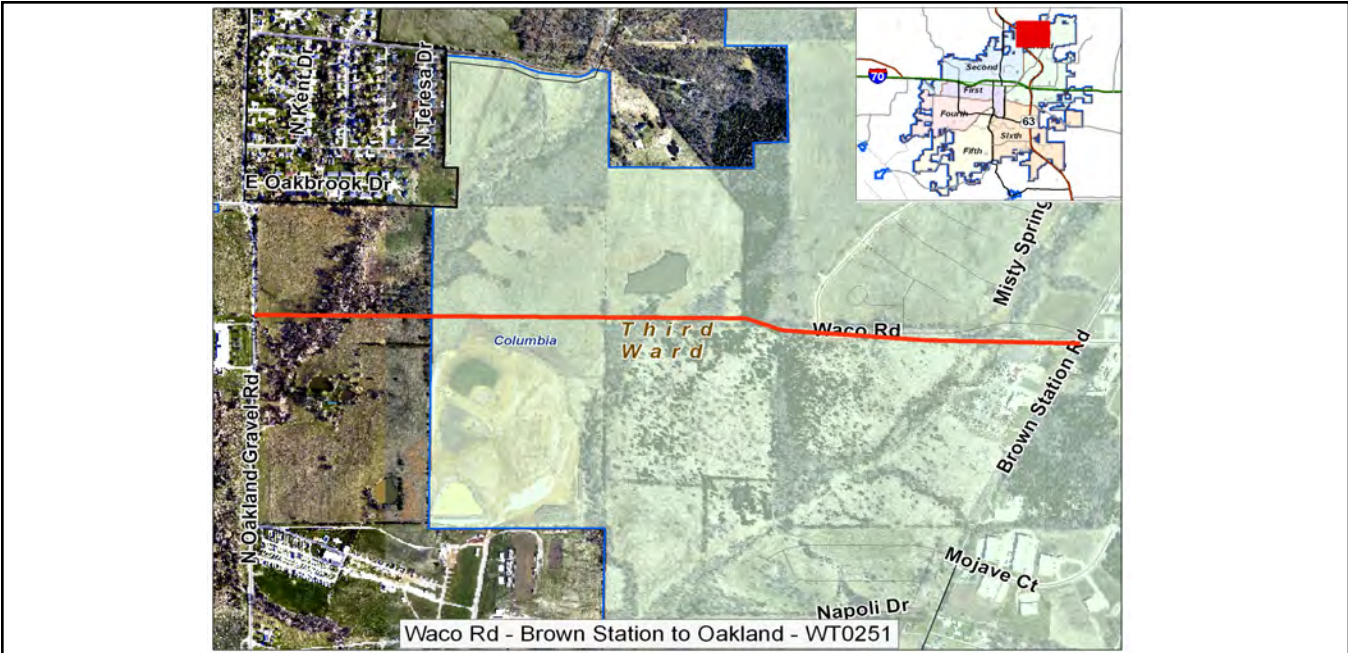 N Kent Dr
N Teresa Dr
E Oakbrook Dr
70
Second
First
Fourth
63
Sixth
Fifth
Misty Spring
Columbia
Third
Ward
Waco Rd
Brown Station Rd
N Oakland Gravel Rd
Mojave Ct
Napoli Dr
Waco Rd - Brown Station to Oakland - WT0251